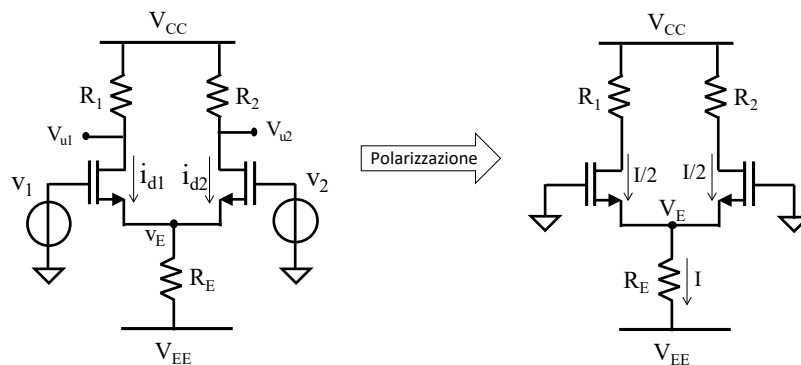 V_CC
R_1
R_2
V_u1
V_u2
i_d1
i_d2
v_1
v_2
v_E
R_E
V_EE
Polarizzazione
V_CC
R_1
R_2
I/2
I/2
V_E
R_E
I
V_EE